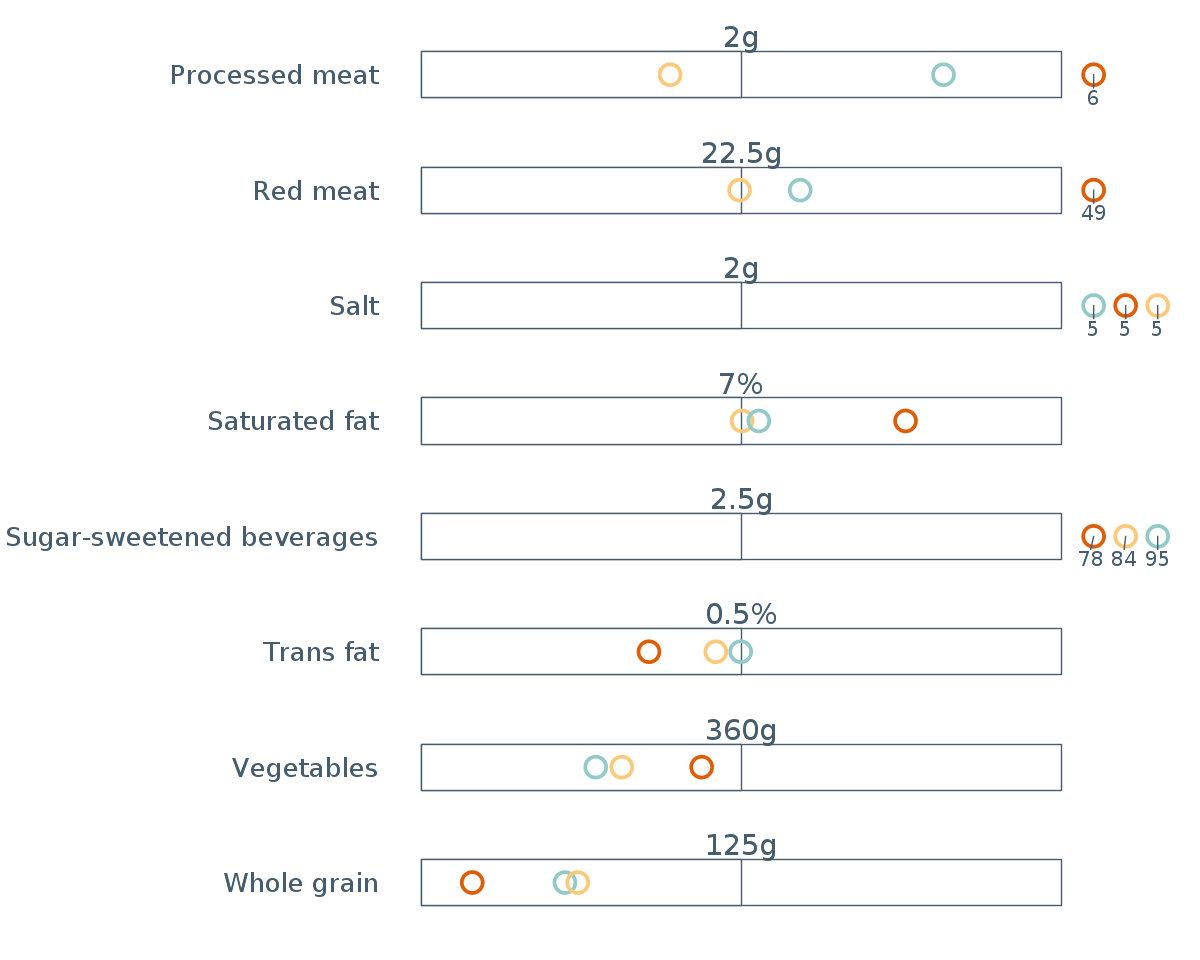 2g
Processed meat
6
22.5g
Red meat
49
2g
Salt
5 5 5
7%
Saturated fat
2.5g
Sugar-sweetened beverages
78 84 95
0.5%
Trans fat
360g
Vegetables
125g
Whole grain